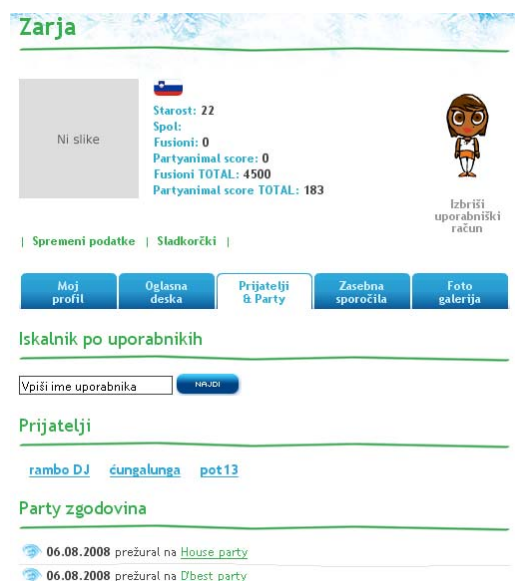 Zarja
Ni slike
Starost: 22
Spol:
Fusioni: 0
Partyanimal score: 0
Fusioni TOTAL: 4500
Partyanimal score TOTAL: 183
Izbriši
uporabniški
račun
| Spremeni podatke | Sladkorčki |
Moj
profil
Oglasna
deska
Prijatelji
& Party
Zasebna
sporočila
Foto
galerija
Iskalnik po uporabnikih
Vpiši ime uporabnika
NAJDI
Prijatelji
rambo DJ čungalunga pot13
Party zgodovina
06.08.2008 prežural na House party
06.08.2008 prežural na D'best party